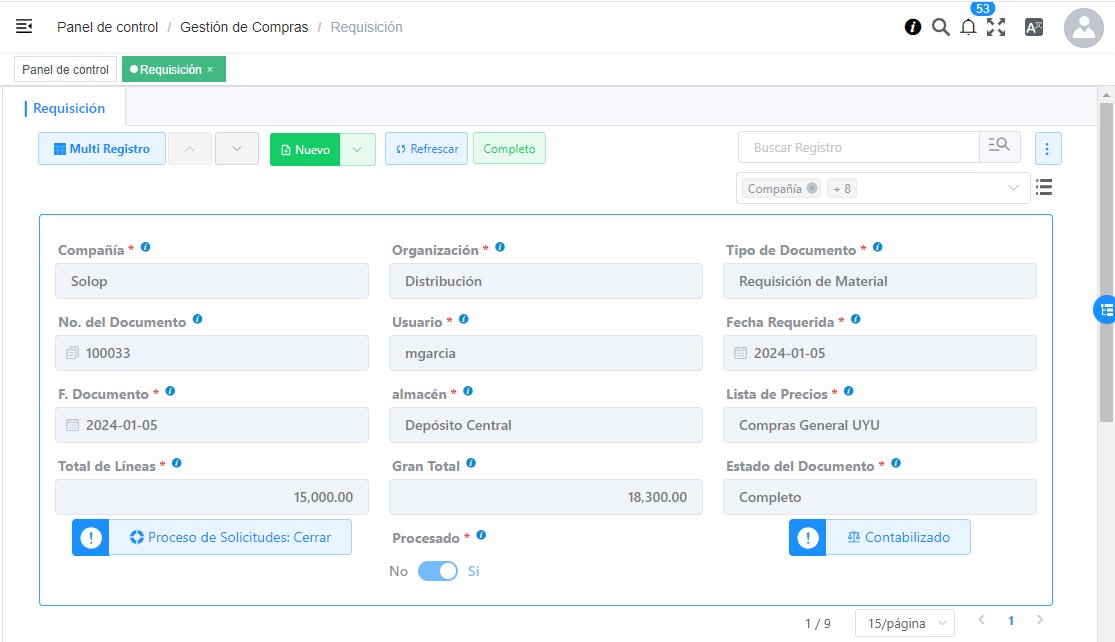 Panel de control / Gestión de Compras / Requisición
53
Panel de control
Requisición ×
Requisición
Multi Registro
Nuevo
Refrescar
Completo
Buscar Registro
Compañía
+ 8
Compañía *
Organización *
Tipo de Documento *
Solop
Distribución
Requisición de Material
No. del Documento
Usuario *
Fecha Requerida *
100033
mgarcia
2024-01-05
F. Documento *
almacén *
Lista de Precios *
2024-01-05
Depósito Central
Compras General UYU
Total de Líneas *
Gran Total
Estado del Documento *
15,000.00
18,300.00
Completo
Proceso de Solicitudes: Cerrar
Procesado *
Contabilizado
No
Si
1 / 9
15/página
1